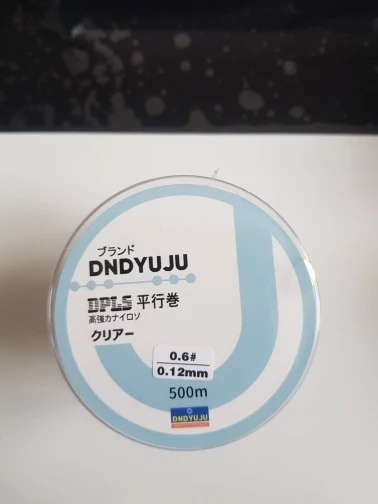 ブランド
DNDYUJU
DPLS 平行巻
高強力ナイロソ
クリアー
0.6#
0.12mm
500m
DNDYUJU